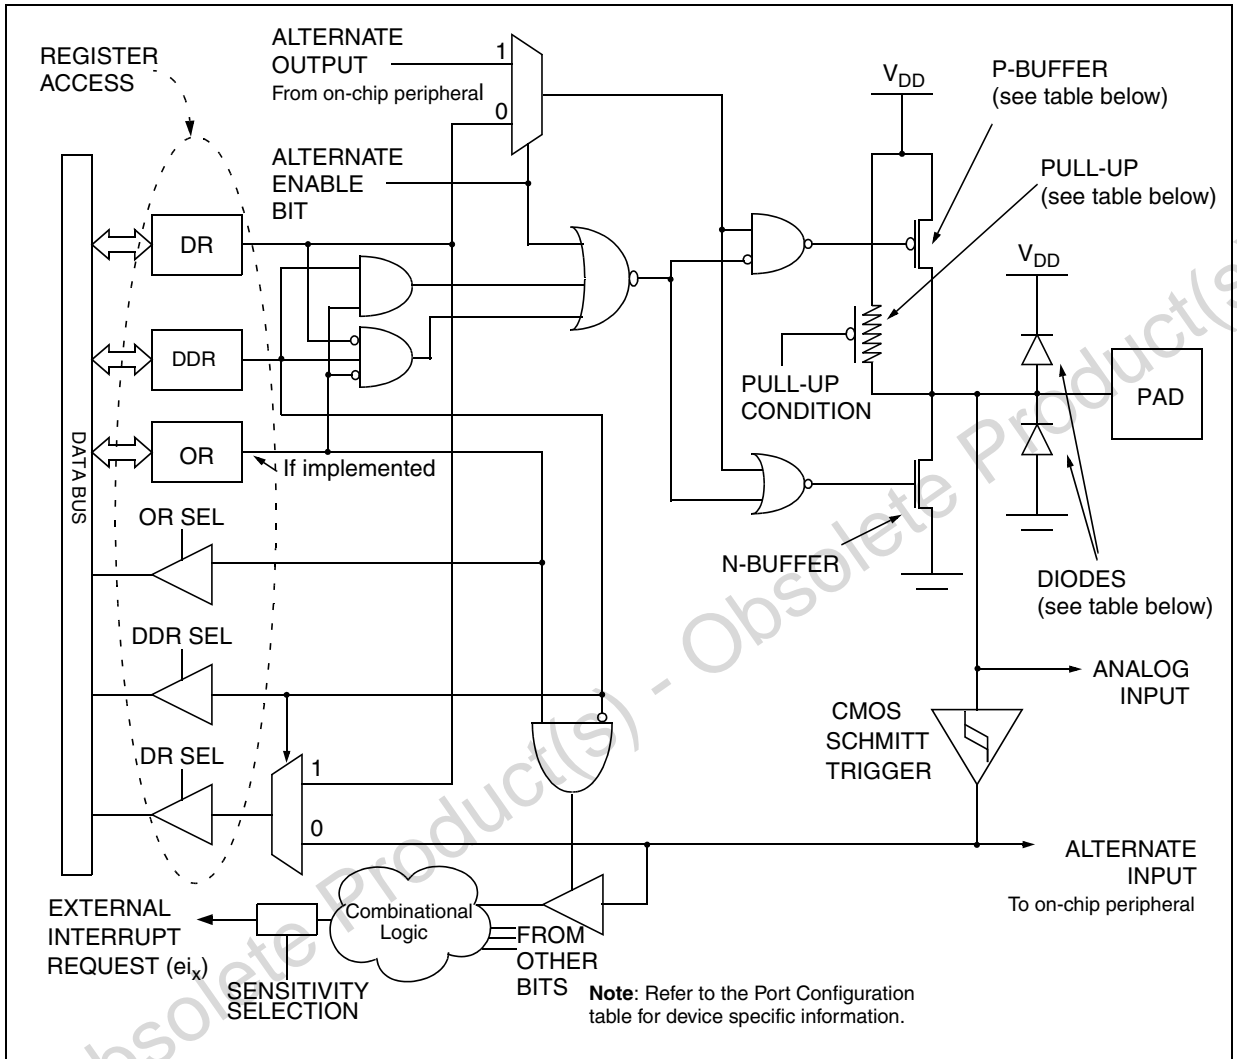 REGISTER
ACCESS
ALTERNATE
OUTPUT
From on-chip peripheral
1
0
ALTERNATE
ENABLE
BIT
VDD
P-BUFFER
(see table below)
PULL-UP
(see table below)
VDD
DR
DDR
OR
If implemented
DATA BUS
PULL-UP
CONDITION
PAD
N-BUFFER
DIODES
(see table below)
OR SEL
DDR SEL
DR SEL
1
0
ANALOG
INPUT
CMOS
SCHMITT
TRIGGER
ALTERNATE
INPUT
To on-chip peripheral
EXTERNAL
INTERRUPT
REQUEST (eix)
Combinational
Logic
SENSITIVITY
SELECTION
FROM
OTHER
BITS
Note: Refer to the Port Configuration
table for device specific information.
Obsolete Product(s) - Obsolete Product(s